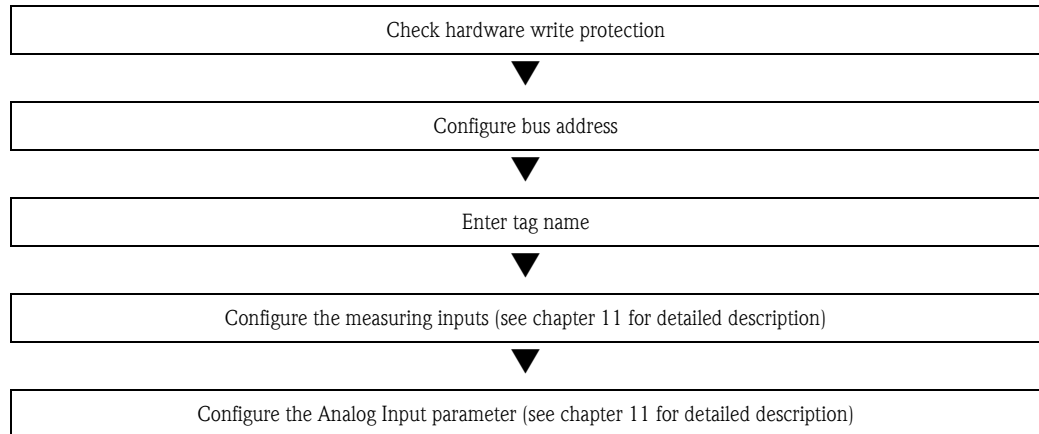 Check hardware write protection
Configure bus address
Enter tag name
Configure the measuring inputs (see chapter 11 for detailed description)
Configure the Analog Input parameter (see chapter 11 for detailed description)